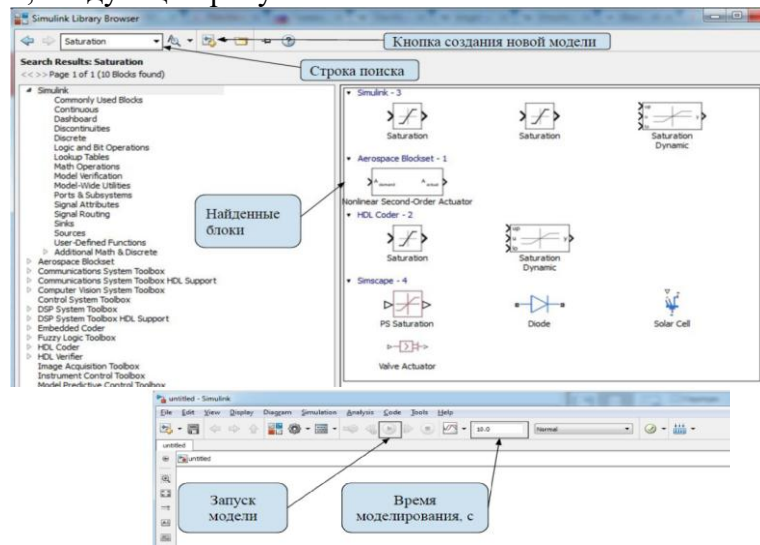 Simulink Library Browser
Saturation
Кнопка создания новой модели
Search Results: Saturation
Строка поиска
<< >> Page 1 of 1 (10 Blocks found)
Simulink
Commonly Used Blocks
Continuous
Dashboard
Discontinuities
Discrete
Logic and Bit Operations
Lookup Tables
Math Operations
Model Verification
Model-Wide Utilities
Ports & Subsystems
Signal Attributes
Signal Routing
Sinks
Sources
User-Defined Functions
Additional Math & Discrete
Aerospace Blockset
Communications System Toolbox
Communications System Toolbox HDL Support
Computer Vision System Toolbox
Control System Toolbox
DSP System Toolbox
DSP System Toolbox HDL Support
Embedded Coder
Fuzzy Logic Toolbox
HDL Coder
HDL Verifier
Image Acquisition Toolbox
Instrument Control Toolbox
Model Predictive Control Toolbox
Найденные
блоки
Simulink - 3
Saturation
Saturation
up
u
lo
y
Saturation
Dynamic
Aerospace Blockset - 1
A demand
A actual
Nonlinear Second-Order Actuator
HDL Coder - 2
Saturation
up
u
lo
y
Saturation
Dynamic
Simscape - 4
PS Saturation
Diode
Solar Cell
Valve Actuator
untitled - Simulink
File Edit View Display Diagram Simulation Analysis Code Tools Help
10.0
Normal
untitled
untitled
Запуск
модели
Время
моделирования, с